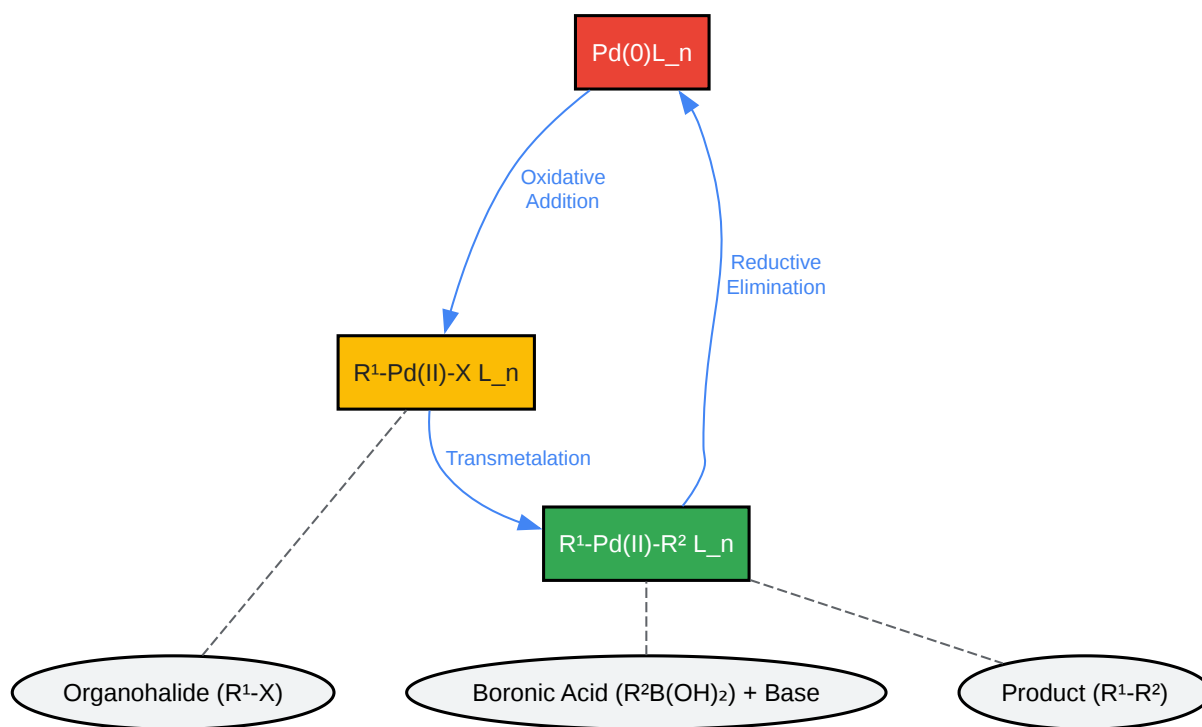 Pd(0)L_n
Oxidative
Addition
Reductive
Elimination
R¹-Pd(II)-X L_n
Transmetalation
R¹-Pd(II)-R² L_n
Organohalide (R¹-X)
Boronic Acid (R²B(OH)₂) + Base
Product (R¹-R²)